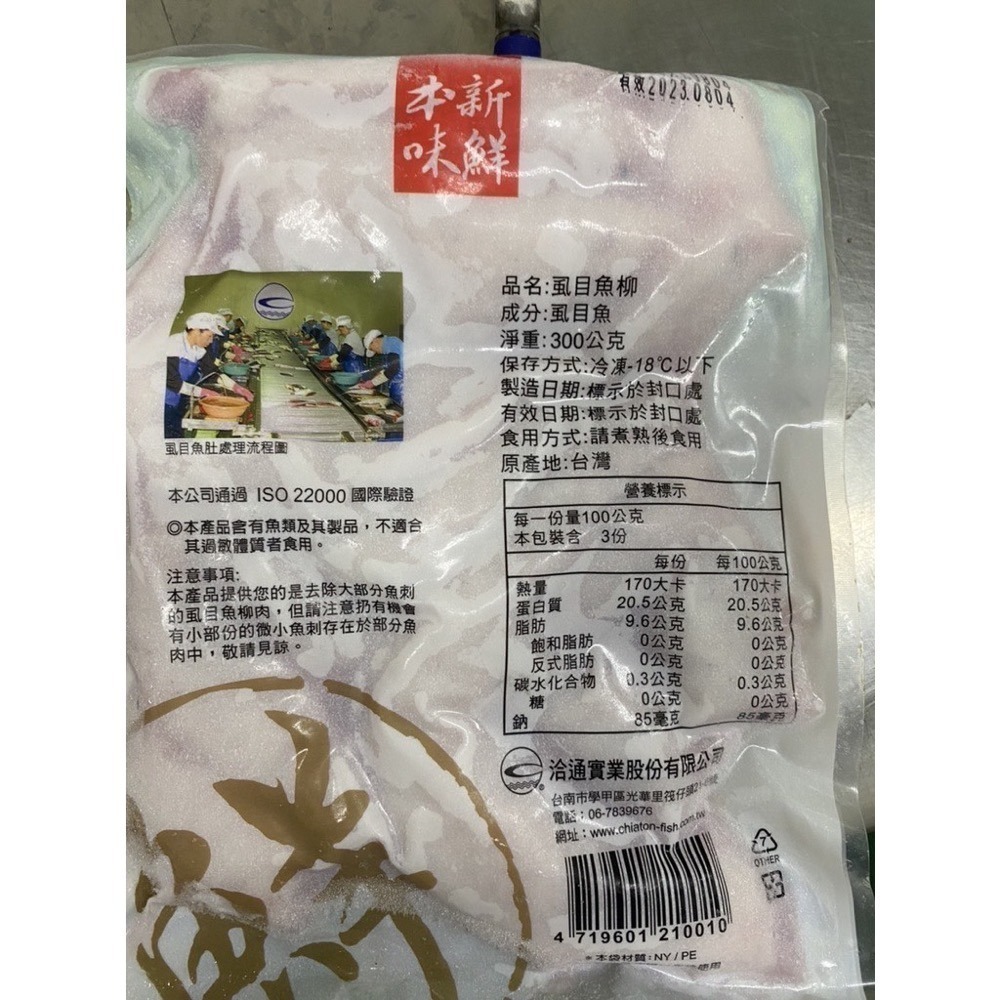 新鮮
本味
有效2023.0804
虱目魚肚處理流程圖
本公司通過 ISO 22000 國際驗證
◎本產品含有魚類及其製品，不適合
其過敏體質者食用。
注意事項:
本產品提供您的是去除大部分魚刺
的虱目魚柳肉，但請注意扔有機會
有小部份的微小魚刺存在於部分魚
肉中，敬請見諒。
品名:虱目魚柳
成分:虱目魚
淨重:300公克
保存方式:冷凍-18℃以下
製造日期:標示於封口處
有效日期:標示於封口處
食用方式:請煮熟後食用
原產地:台灣
營養標示
每一份量100公克
本包裝含 3份
每份 每100公克
熱量 170大卡 170大卡
蛋白質 20.5公克 20.5公克
脂肪 9.6公克 9.6公克
飽和脂肪 0公克 0公克
反式脂肪 0公克 0公克
碳水化合物 0.3公克 0.3公克
糖 0公克 0公克
鈉 85毫克 85毫克
洽通實業股份有限公司
台南市學甲區光華里筏仔頭
電話：06-7839676
網址：www.chiaton-fish.com.tw
7
OTHER
4 719601 210010
*本袋材質:NY/PE
使用